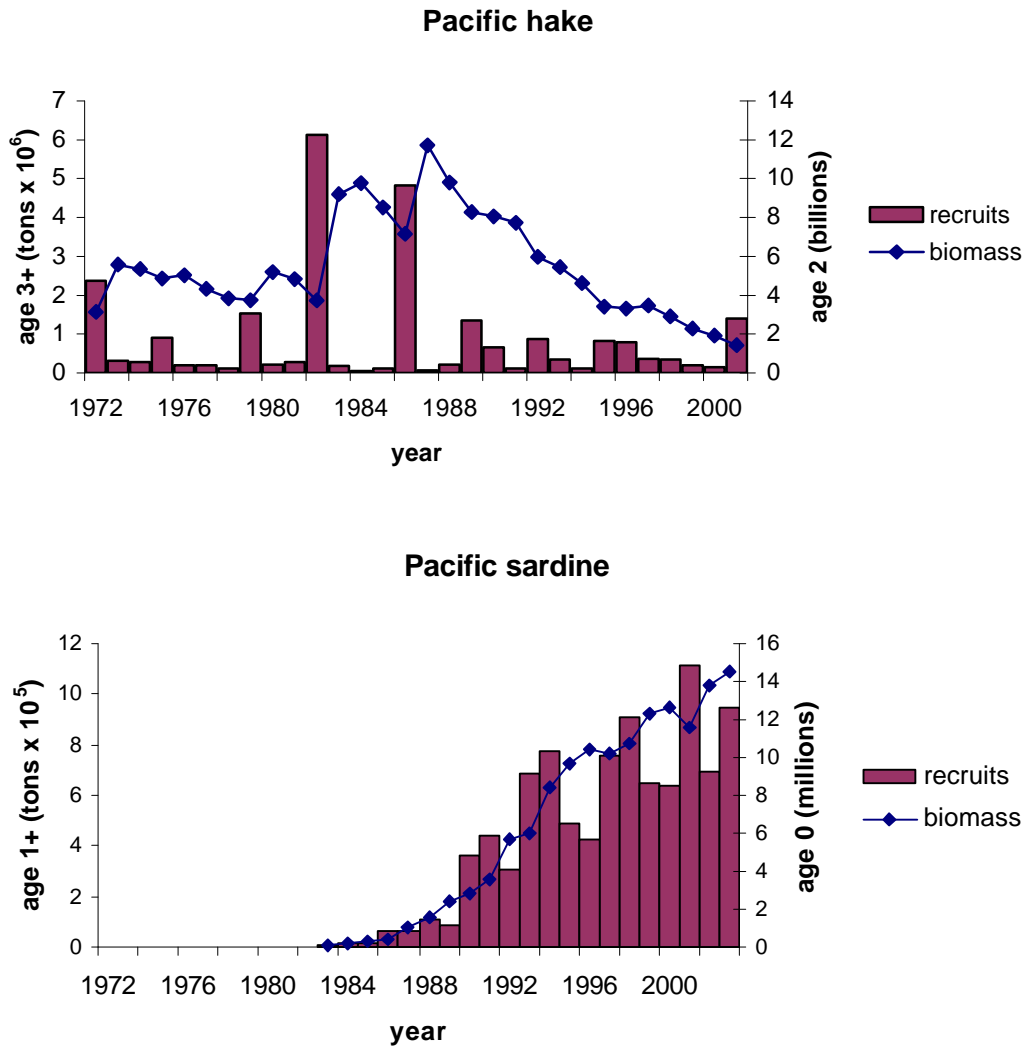 Pacific hake
7 14
6 12
5 10
4 8
3 6
2 4
1 2
0 0
age 3+ (tons x 10⁶)
age 2 (billions)
recruits
biomass
1972 1976 1980 1984 1988 1992 1996 2000
year
Pacific sardine
12 16
14
10
12
8
10
6 8
6
4
4
2
2
0 0
age 1+ (tons x 10⁵)
age 0 (millions)
recruits
biomass
1972 1976 1980 1984 1988 1992 1996 2000
year